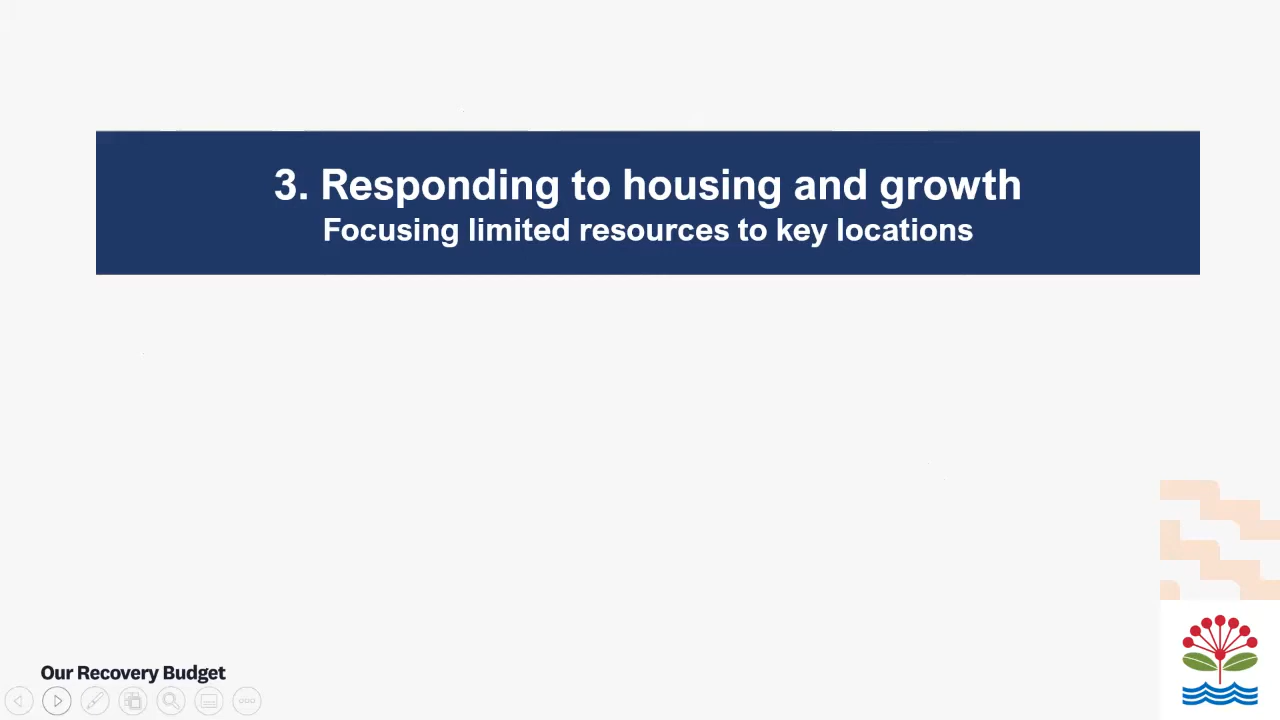 3. Responding to housing and growth
Focusing limited resources to key locations
Our Recovery Budget